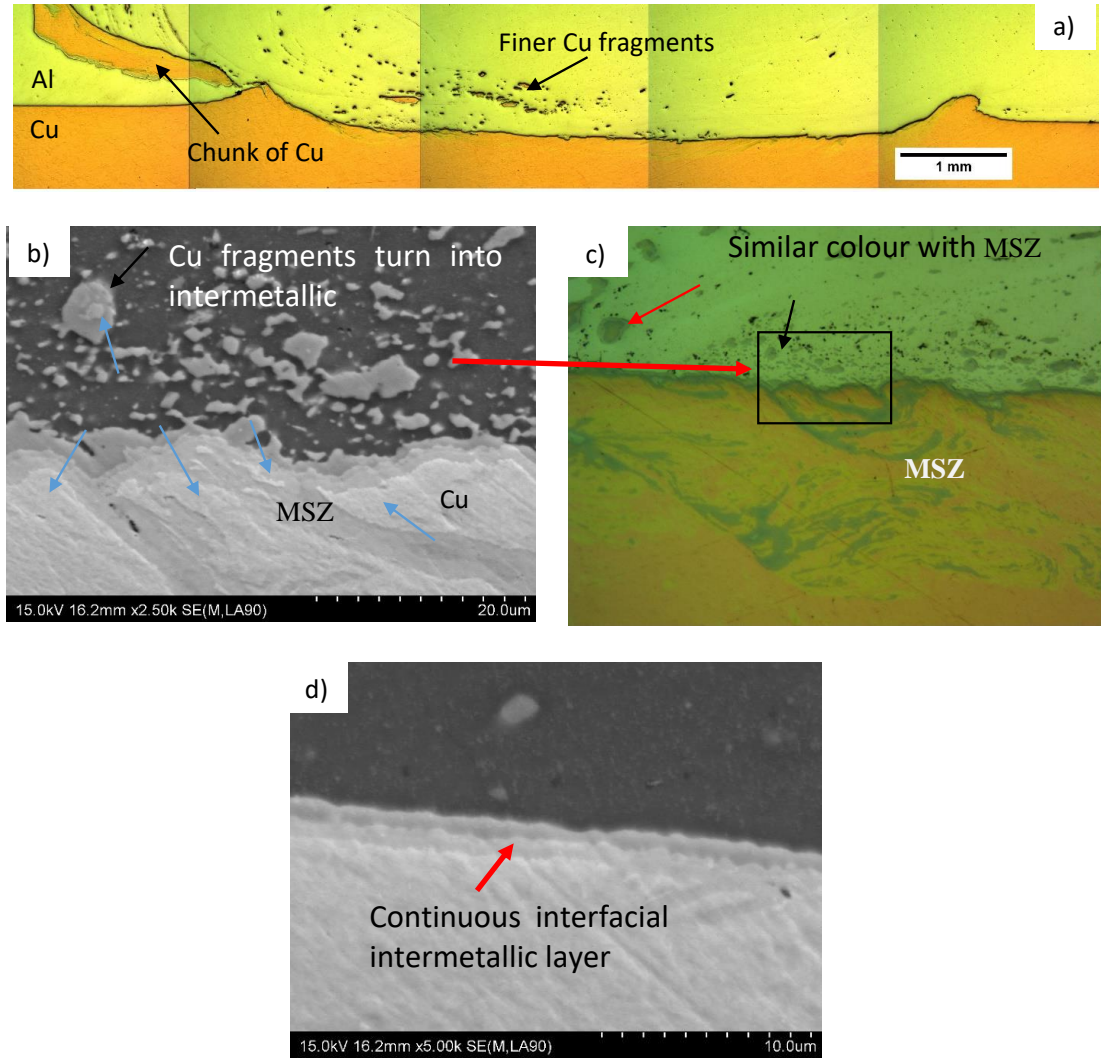 a)
Finer Cu fragments
Al
Cu
Chunk of Cu
1 mm
b)
Cu fragments turn into
intermetallic
MSZ
Cu
15.0kV 16.2mm x2.50k SE(M,LA90)
20.0um
c)
Similar colour with MSZ
MSZ
d)
Continuous interfacial
intermetallic layer
15.0kV 16.2mm x5.00k SE(M,LA90)
10.0um